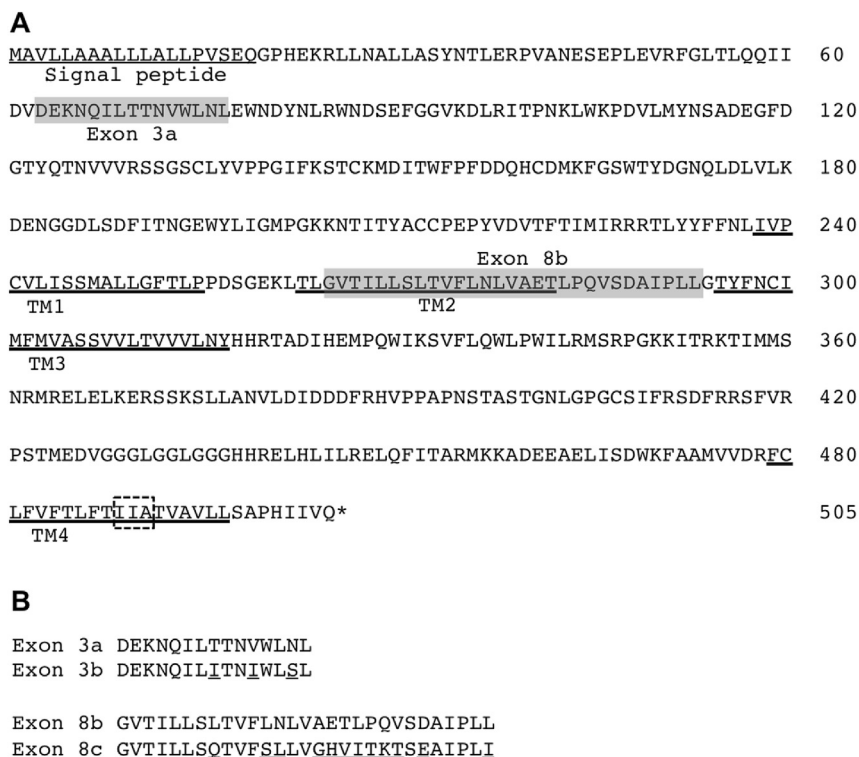 A
MAVLLAAALLLALLPVSEQGPHEKRLLNALLASYNTLERPVANESEPLEVRFGLTLQQII 60
Signal peptide
DVDEKNQILTTNVWLNLEWNDYNLRWNDSEFGGVKDLRITPNKLWKPDVLMYNSADEGFD 120
Exon 3a
GTYQTNVVVRSSGSCLYVPPGIFKSTCKMDITWFPFDDQHCDMKFGSWTYDGNQLDLVLK 180
DENGGDLSDFITNGEWYLIGMPGKKNTITYACCPEPYVDVTFTIMIRRRTLYYFFNLIVP 240
Exon 8b
CVLISSMALLGFTLPPDSGEKLTLGVTILLSLTVFLNLVAETLPQVSDAIPLLGTYFNCI 300
TM1 TM2
MFMVASSVVLTVVVLNYHHRTADIHEMPQWIKSVFLQWLPWILRMSRPGKKITRKTIMMS 360
TM3
NRMRELELKERSSKSLLANVLDIDDDFRHVPPAPNSTASTGNLGPGCSIFRSDFRRSFVR 420
PSTMEDVGGGLGGLGGGHHRELHLILRELQFITARMKKADEEAELISDWKFAAMVVDRFC 480
LFVFTLFTIIATVAVLLSAPHIIVQ* 505
TM4
B
Exon 3a DEKNQILTTNVWLNL
Exon 3b DEKNQILITNIWLSL
Exon 8b GVTILLSLTVFLNLVAETLPQVSDAIPLL
Exon 8c GVTILLSQTVFSLLVGHVITKTSEAIPLI